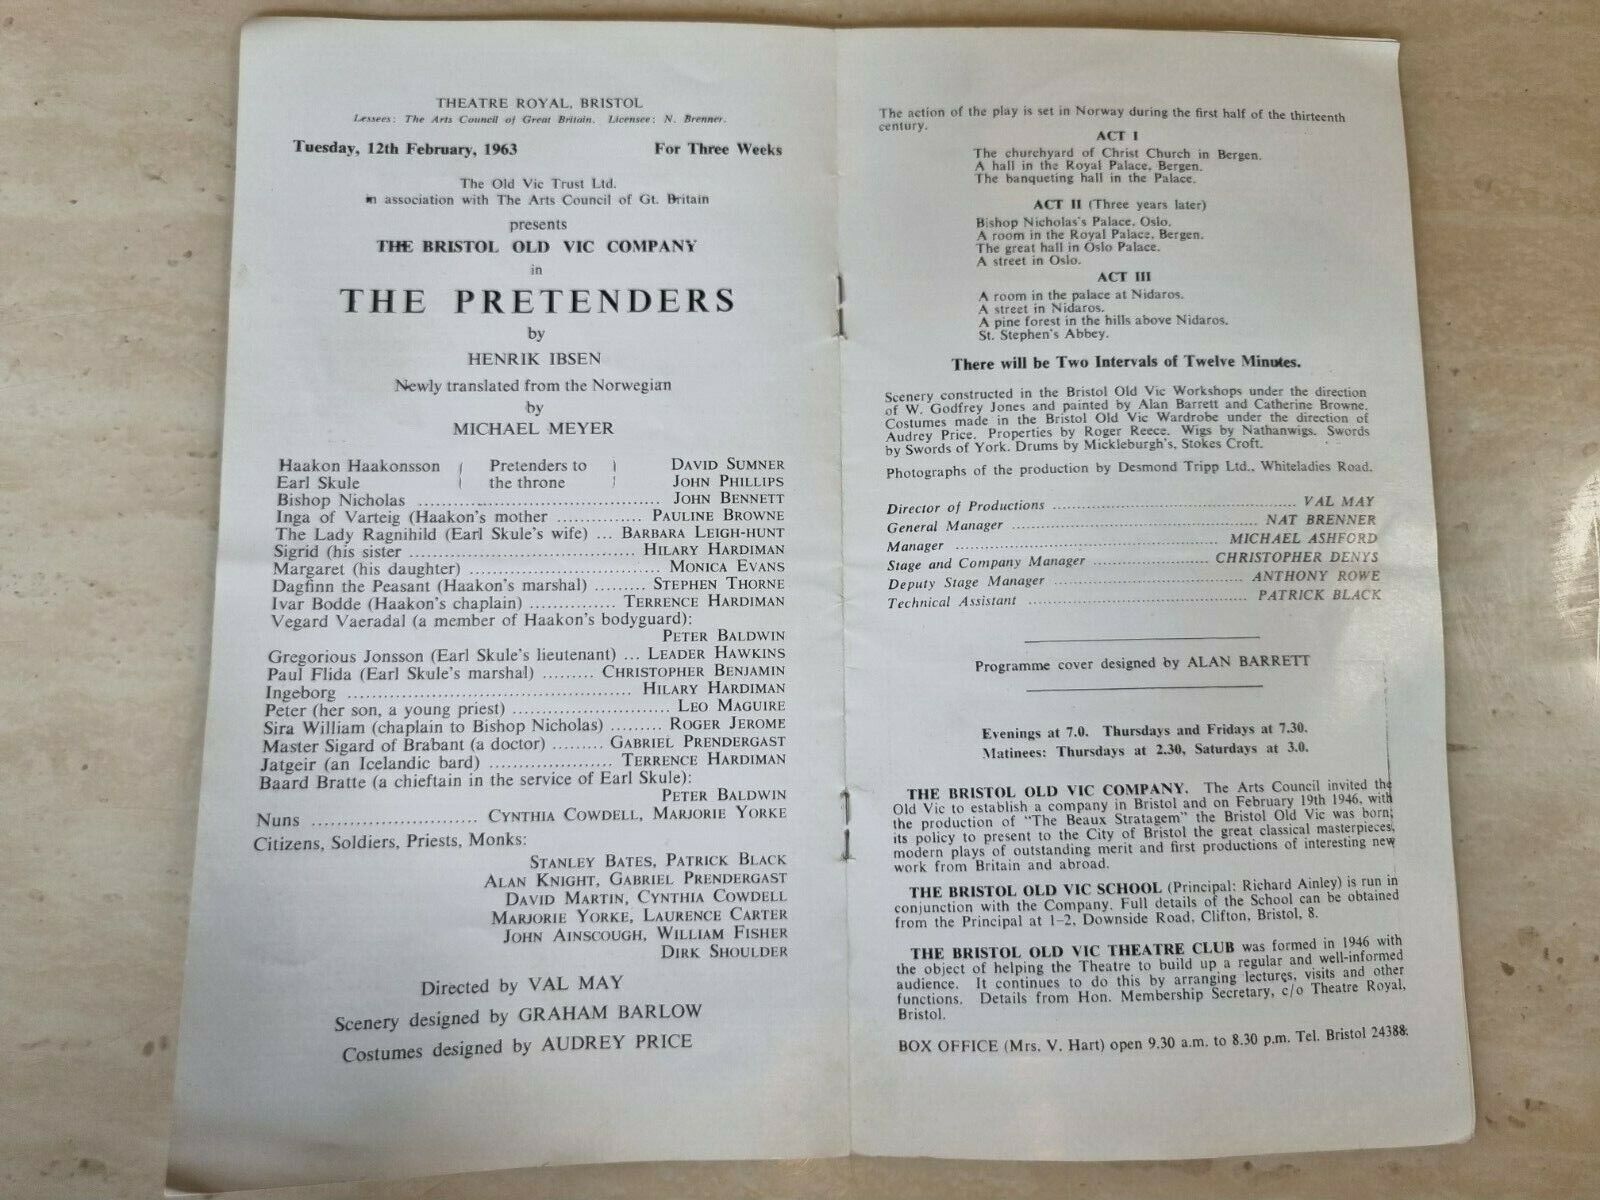 THEATRE ROYAL, BRISTOL
Lessees: The Arts Council of Great Britain. Licensee: N. Brenner.
Tuesday, 12th February, 1963 For Three Weeks
The Old Vic Trust Ltd.
in association with The Arts Council of Gt. Britain
presents
THE BRISTOL OLD VIC COMPANY
in
THE PRETENDERS
by
HENRIK IBSEN
Newly translated from the Norwegian
by
MICHAEL MEYER
Haakon Haakonsson ( Pretenders to ) DAVID SUMNER
Earl Skule ( the throne ) JOHN PHILLIPS
Bishop Nicholas .......... JOHN BENNETT
Inga of Varteig (Haakon's mother .......... PAULINE BROWNE
The Lady Ragnihild (Earl Skule's wife) ... BARBARA LEIGH-HUNT
Sigrid (his sister .......... HILARY HARDIMAN
Margaret (his daughter) .......... MONICA EVANS
Dagfinn the Peasant (Haakon's marshal) ......... STEPHEN THORNE
Ivar Bodde (Haakon's chaplain) .......... TERRENCE HARDIMAN
Vegard Vaeradal (a member of Haakon's bodyguard):
PETER BALDWIN
Gregorious Jonsson (Earl Skule's lieutenant) ... LEADER HAWKINS
Paul Flida (Earl Skule's marshal) ......... CHRISTOPHER BENJAMIN
Ingeborg .......... HILARY HARDIMAN
Peter (her son, a young priest) .......... LEO MAGUIRE
Sira William (chaplain to Bishop Nicholas) ......... ROGER JEROME
Master Sigard of Brabant (a doctor) ......... GABRIEL PRENDERGAST
Jatgeir (an Icelandic bard) .......... TERRENCE HARDIMAN
Baard Bratte (a chieftain in the service of Earl Skule):
PETER BALDWIN
Nuns .......... CYNTHIA COWDELL, MARJORIE YORKE
Citizens, Soldiers, Priests, Monks:
STANLEY BATES, PATRICK BLACK
ALAN KNIGHT, GABRIEL PRENDERGAST
DAVID MARTIN, CYNTHIA COWDELL
MARJORIE YORKE, LAURENCE CARTER
JOHN AINSCOUGH, WILLIAM FISHER
DIRK SHOULDER
Directed by VAL MAY
Scenery designed by GRAHAM BARLOW
Costumes designed by AUDREY PRICE
The action of the play is set in Norway during the first half of the thirteenth
century.
ACT I
The churchyard of Christ Church in Bergen.
A hall in the Royal Palace, Bergen.
The banqueting hall in the Palace.
ACT II (Three years later)
Bishop Nicholas's Palace, Oslo.
A room in the Royal Palace, Bergen.
The great hall in Oslo Palace.
A street in Oslo.
ACT III
A room in the palace at Nidaros.
A street in Nidaros.
A pine forest in the hills above Nidaros.
St. Stephen's Abbey.
There will be Two Intervals of Twelve Minutes.
Scenery constructed in the Bristol Old Vic Workshops under the direction
of W. Godfrey Jones and painted by Alan Barrett and Catherine Browne.
Costumes made in the Bristol Old Vic Wardrobe under the direction of
Audrey Price. Properties by Roger Reece. Wigs by Nathanwigs. Swords
by Swords of York. Drums by Mickleburgh's, Stokes Croft.
Photographs of the production by Desmond Tripp Ltd., Whiteladies Road.
Director of Productions .......... VAL MAY
General Manager .......... NAT BRENNER
Manager .......... MICHAEL ASHFORD
Stage and Company Manager .......... CHRISTOPHER DENYS
Deputy Stage Manager .......... ANTHONY ROWE
Technical Assistant .......... PATRICK BLACK
Programme cover designed by ALAN BARRETT
Evenings at 7.0. Thursdays and Fridays at 7.30.
Matinees: Thursdays at 2.30, Saturdays at 3.0.
THE BRISTOL OLD VIC COMPANY. The Arts Council invited the
Old Vic to establish a company in Bristol and on February 19th 1946, with
the production of "The Beaux Stratagem" the Bristol Old Vic was born;
its policy to present to the City of Bristol the great classical masterpieces,
modern plays of outstanding merit and first productions of interesting new
work from Britain and abroad.
THE BRISTOL OLD VIC SCHOOL (Principal: Richard Ainley) is run in
conjunction with the Company. Full details of the School can be obtained
from the Principal at 1-2, Downside Road, Clifton, Bristol, 8.
THE BRISTOL OLD VIC THEATRE CLUB was formed in 1946 with
the object of helping the Theatre to build up a regular and well-informed
audience. It continues to do this by arranging lectures, visits and other
functions. Details from Hon. Membership Secretary, c/o Theatre Royal,
Bristol.
BOX OFFICE (Mrs. V. Hart) open 9.30 a.m. to 8.30 p.m. Tel. Bristol 24388.